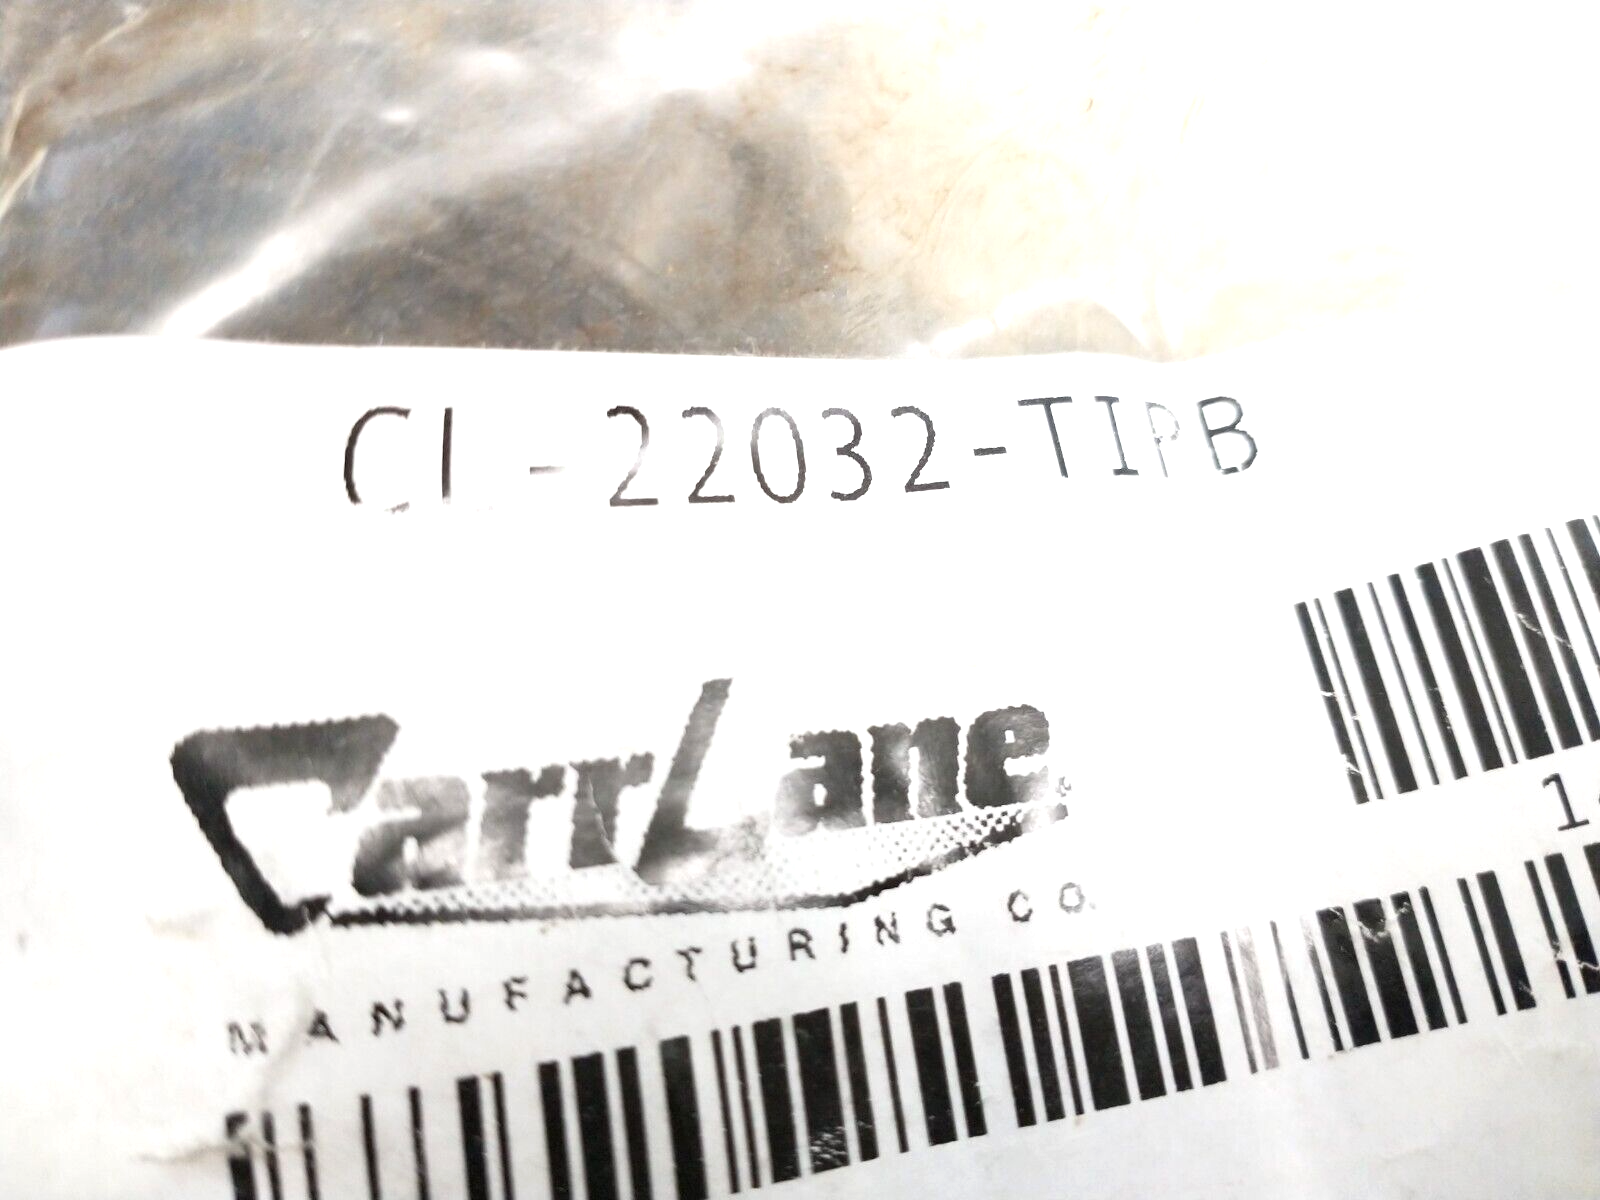 CL-22032-TIPB
CarrLane
MANUFACTURING CO.